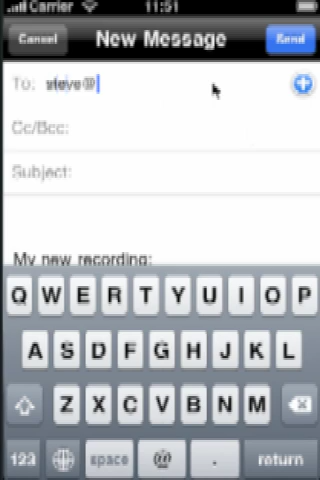 Carrier 11:51
Cancel New Message Send
To: steve@
Cc/Bcc:
Subject:
My new recording:
Q W E R T Y U I O P
A S D F G H J K L
Z X C V B N M
123 space @ . return